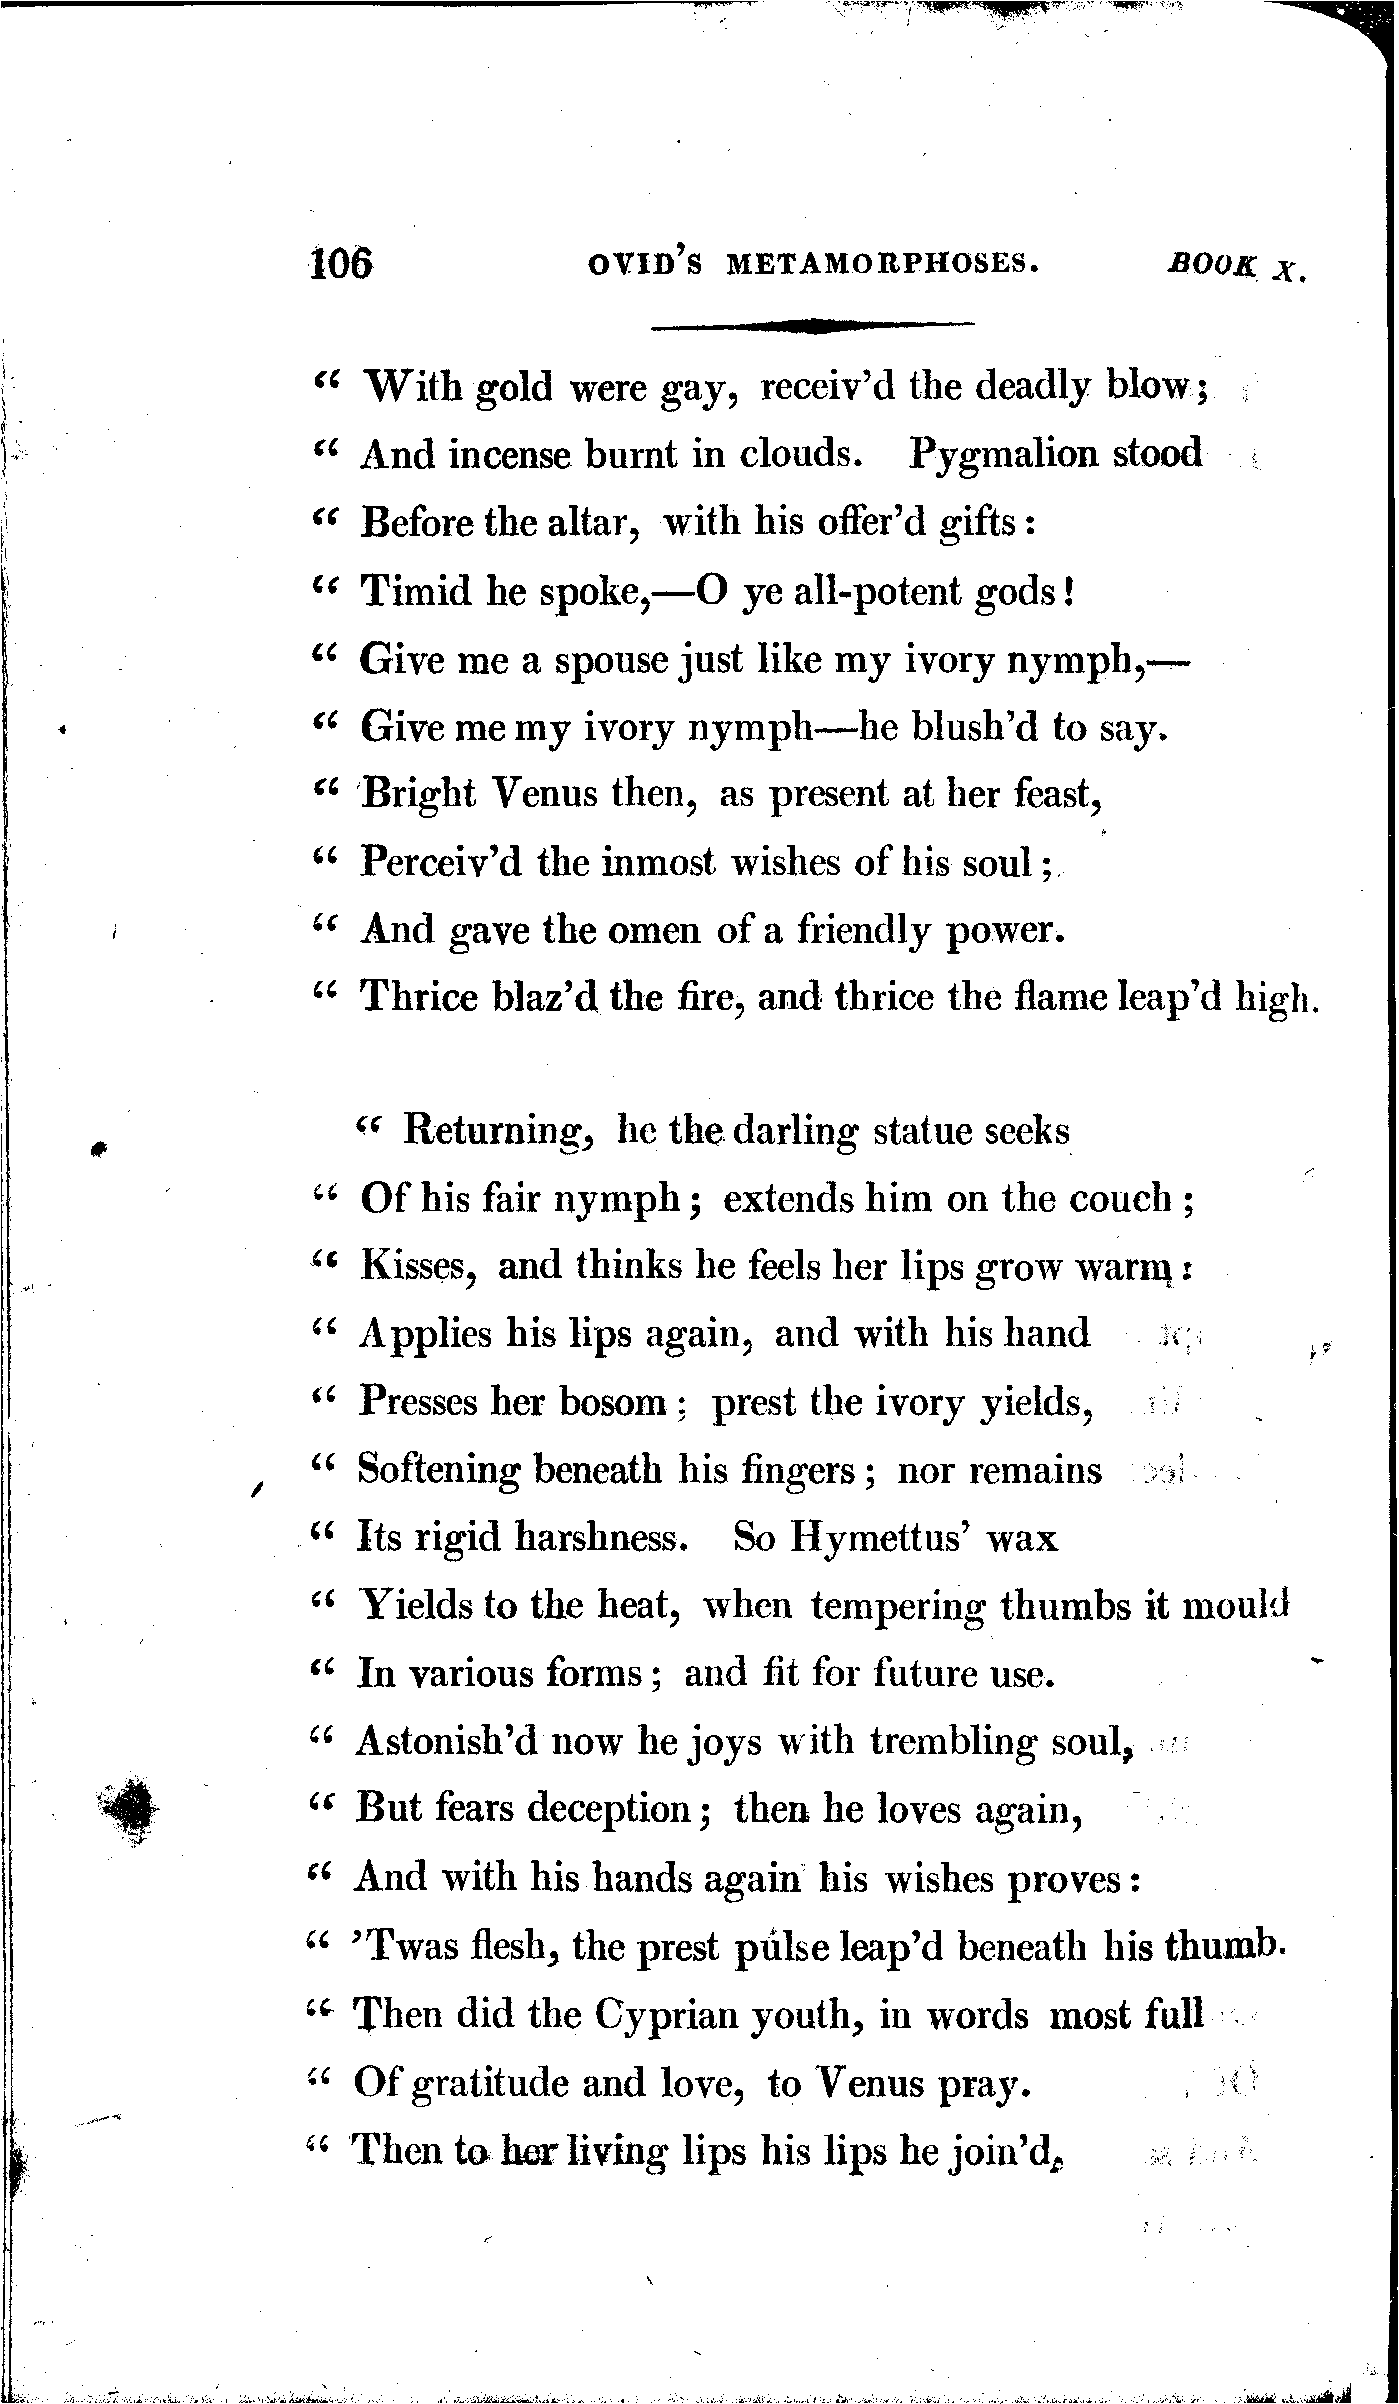 106 OVID'S METAMORPHOSES. BOOK X.
“ With gold were gay, receiv'd the deadly blow;
“ And incense burnt in clouds. Pygmalion stood
“ Before the altar, with his offer'd gifts :
“ Timid he spoke,—O ye all-potent gods!
“ Give me a spouse just like my ivory nymph,—
“ Give me my ivory nymph—he blush'd to say.
“ Bright Venus then, as present at her feast,
“ Perceiv'd the inmost wishes of his soul ;
“ And gave the omen of a friendly power.
“ Thrice blaz'd the fire, and thrice the flame leap'd high.
“ Returning, he the darling statue seeks
“ Of his fair nymph ; extends him on the couch ;
“ Kisses, and thinks he feels her lips grow warm :
“ Applies his lips again, and with his hand
“ Presses her bosom ; prest the ivory yields,
“ Softening beneath his fingers ; nor remains
“ Its rigid harshness. So Hymettus' wax
“ Yields to the heat, when tempering thumbs it mould
“ In various forms ; and fit for future use.
“ Astonish'd now he joys with trembling soul,
“ But fears deception ; then he loves again,
“ And with his hands again his wishes proves :
“ 'Twas flesh, the prest pulse leap'd beneath his thumb.
“ Then did the Cyprian youth, in words most full
“ Of gratitude and love, to Venus pray.
“ Then to her living lips his lips he join'd,